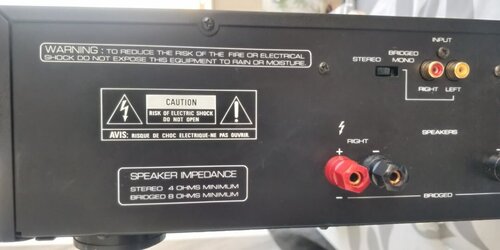 WARNING : TO REDUCE THE RISK OF THE FIRE OR ELECTRICAL
SHOCK DO NOT EXPOSE THIS EQUIPMENT TO RAIN OR MOISTURE.
INPUT
BRIDGED
STEREO MONO
RIGHT LEFT
CAUTION
RISK OF ELECTRIC SHOCK
DO NOT OPEN
AVIS: RISQUE DE CHOC ELECTRIQUE-NE PAS OUVRIR.
SPEAKERS
RIGHT
+ −
SPEAKER IMPEDANCE
STEREO 4 OHMS MINIMUM
BRIDGED 8 OHMS MINIMUM
− BRIDGED